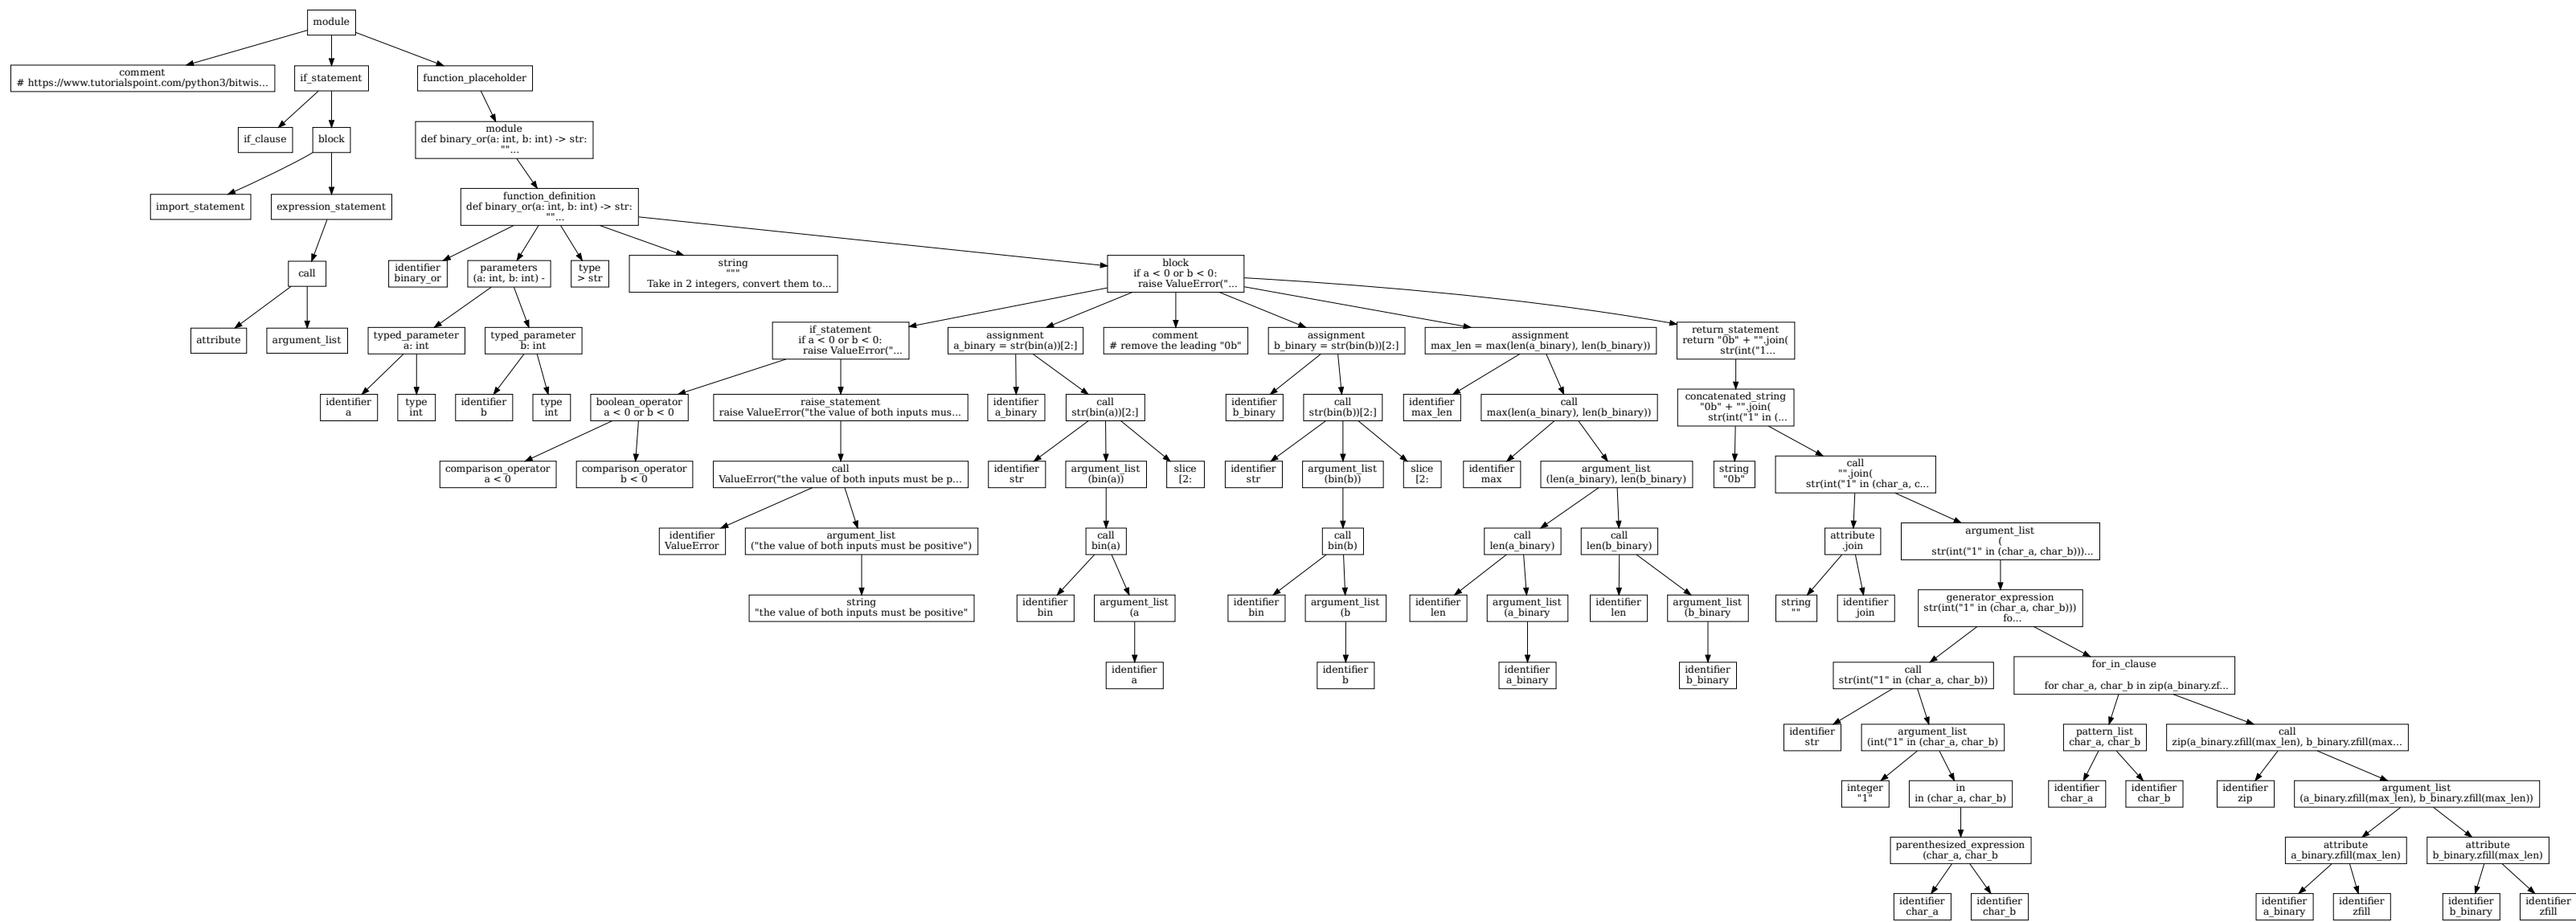 module
comment
# https://www.tutorialspoint.com/python3/bitwis...
if_statement
function_placeholder
if_clause
block
module
def binary_or(a: int, b: int) -> str:
""...
import_statement
expression_statement
function_definition
def binary_or(a: int, b: int) -> str:
""...
call
identifier
binary_or
parameters
(a: int, b: int) -
type
> str
string
"""
Take in 2 integers, convert them to...
block
if a < 0 or b < 0:
raise ValueError("...
attribute
argument_list
typed_parameter
a: int
typed_parameter
b: int
if_statement
if a < 0 or b < 0:
raise ValueError("...
assignment
a_binary = str(bin(a))[2:]
comment
# remove the leading "0b"
assignment
b_binary = str(bin(b))[2:]
assignment
max_len = max(len(a_binary), len(b_binary))
return_statement
return "0b" + "".join(
str(int("1...
identifier
a
type
int
identifier
b
type
int
boolean_operator
a < 0 or b < 0
raise_statement
raise ValueError("the value of both inputs mus...
identifier
a_binary
call
str(bin(a))[2:]
identifier
b_binary
call
str(bin(b))[2:]
identifier
max_len
call
max(len(a_binary), len(b_binary))
concatenated_string
"0b" + "".join(
str(int("1" in (...
comparison_operator
a < 0
comparison_operator
b < 0
call
ValueError("the value of both inputs must be p...
identifier
str
argument_list
(bin(a))
slice
[2:
identifier
str
argument_list
(bin(b))
slice
[2:
identifier
max
argument_list
(len(a_binary), len(b_binary)
string
"0b"
call
"".join(
str(int("1" in (char_a, c...
identifier
ValueError
argument_list
("the value of both inputs must be positive")
call
bin(a)
call
bin(b)
call
len(a_binary)
call
len(b_binary)
attribute
.join
argument_list
(
str(int("1" in (char_a, char_b)))...
string
"the value of both inputs must be positive"
identifier
bin
argument_list
(a
identifier
bin
argument_list
(b
identifier
len
argument_list
(a_binary
identifier
len
argument_list
(b_binary
string
""
identifier
join
generator_expression
str(int("1" in (char_a, char_b)))
fo...
identifier
a
identifier
b
identifier
a_binary
identifier
b_binary
call
str(int("1" in (char_a, char_b))
for_in_clause
for char_a, char_b in zip(a_binary.zf...
identifier
str
argument_list
(int("1" in (char_a, char_b)
pattern_list
char_a, char_b
call
zip(a_binary.zfill(max_len), b_binary.zfill(max...
integer
"1"
in
in (char_a, char_b)
identifier
char_a
identifier
char_b
identifier
zip
argument_list
(a_binary.zfill(max_len), b_binary.zfill(max_len))
parenthesized_expression
(char_a, char_b
attribute
a_binary.zfill(max_len)
attribute
b_binary.zfill(max_len)
identifier
char_a
identifier
char_b
identifier
a_binary
identifier
zfill
identifier
b_binary
identifier
zfill